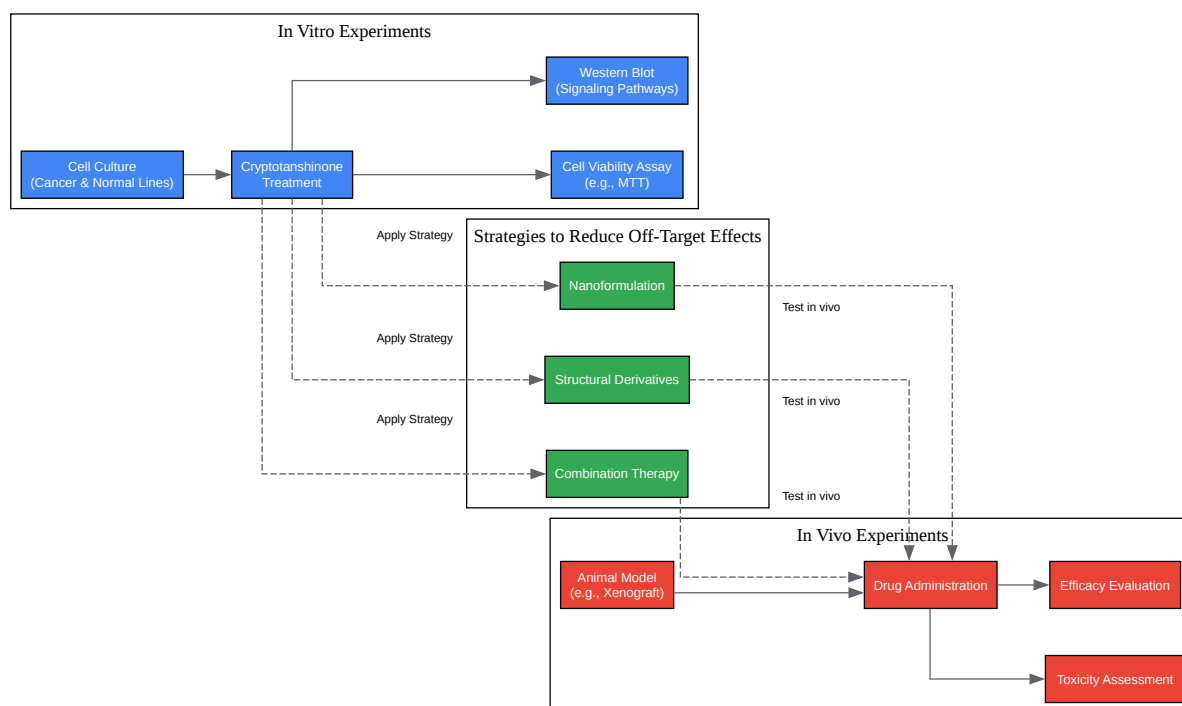 In Vitro Experiments
Western Blot
(Signaling Pathways)
Cell Culture
(Cancer & Normal Lines)
Cryptotanshinone
Treatment
Cell Viability Assay
(e.g., MTT)
Apply Strategy
Strategies to Reduce Off-Target Effects
Nanoformulation
Test in vivo
Apply Strategy
Structural Derivatives
Test in vivo
Apply Strategy
Combination Therapy
Test in vivo
In Vivo Experiments
Animal Model
(e.g., Xenograft)
Drug Administration
Efficacy Evaluation
Toxicity Assessment